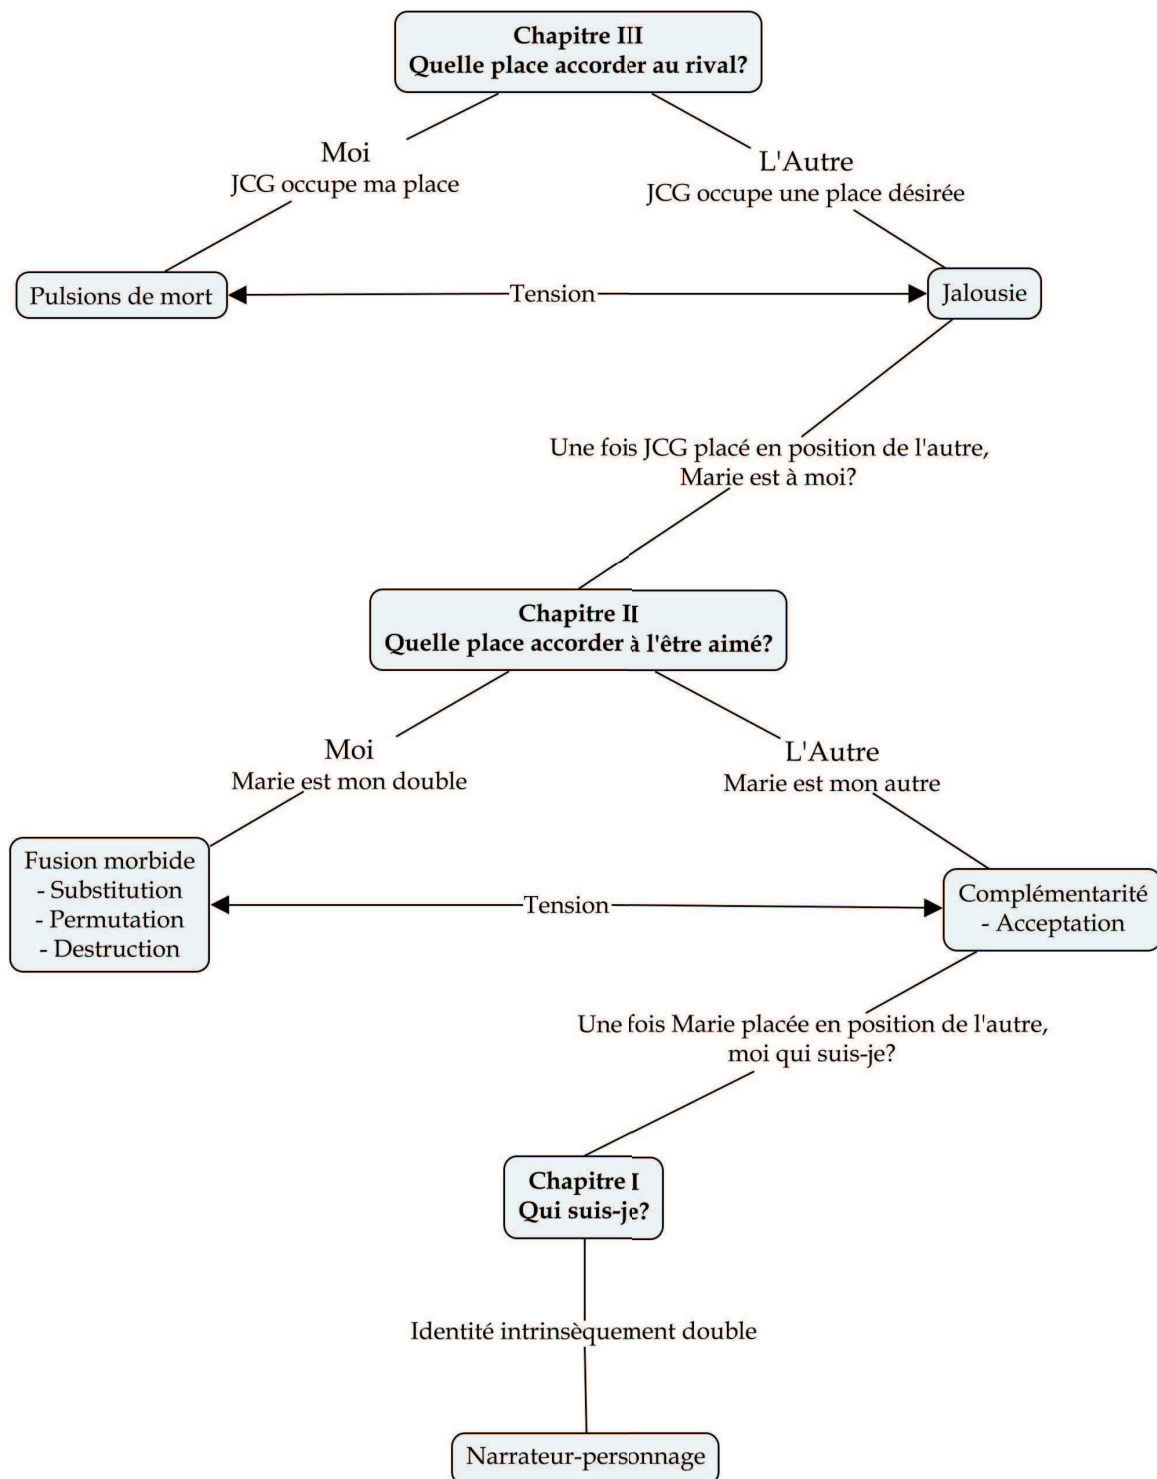 Chapitre III
Quelle place accorder au rival?
Moi
JCG occupe ma place
L'Autre
JCG occupe une place désirée
Pulsions de mort
Tension
Jalousie
Une fois JCG placé en position de l'autre,
Marie est à moi?
Chapitre II
Quelle place accorder à l'être aimé?
Moi
Marie est mon double
L'Autre
Marie est mon autre
Fusion morbide
- Substitution
- Permutation
- Destruction
Tension
Complémentarité
- Acceptation
Une fois Marie placée en position de l'autre,
moi qui suis-je?
Chapitre I
Qui suis-je?
Identité intrinsèquement double
Narrateur-personnage